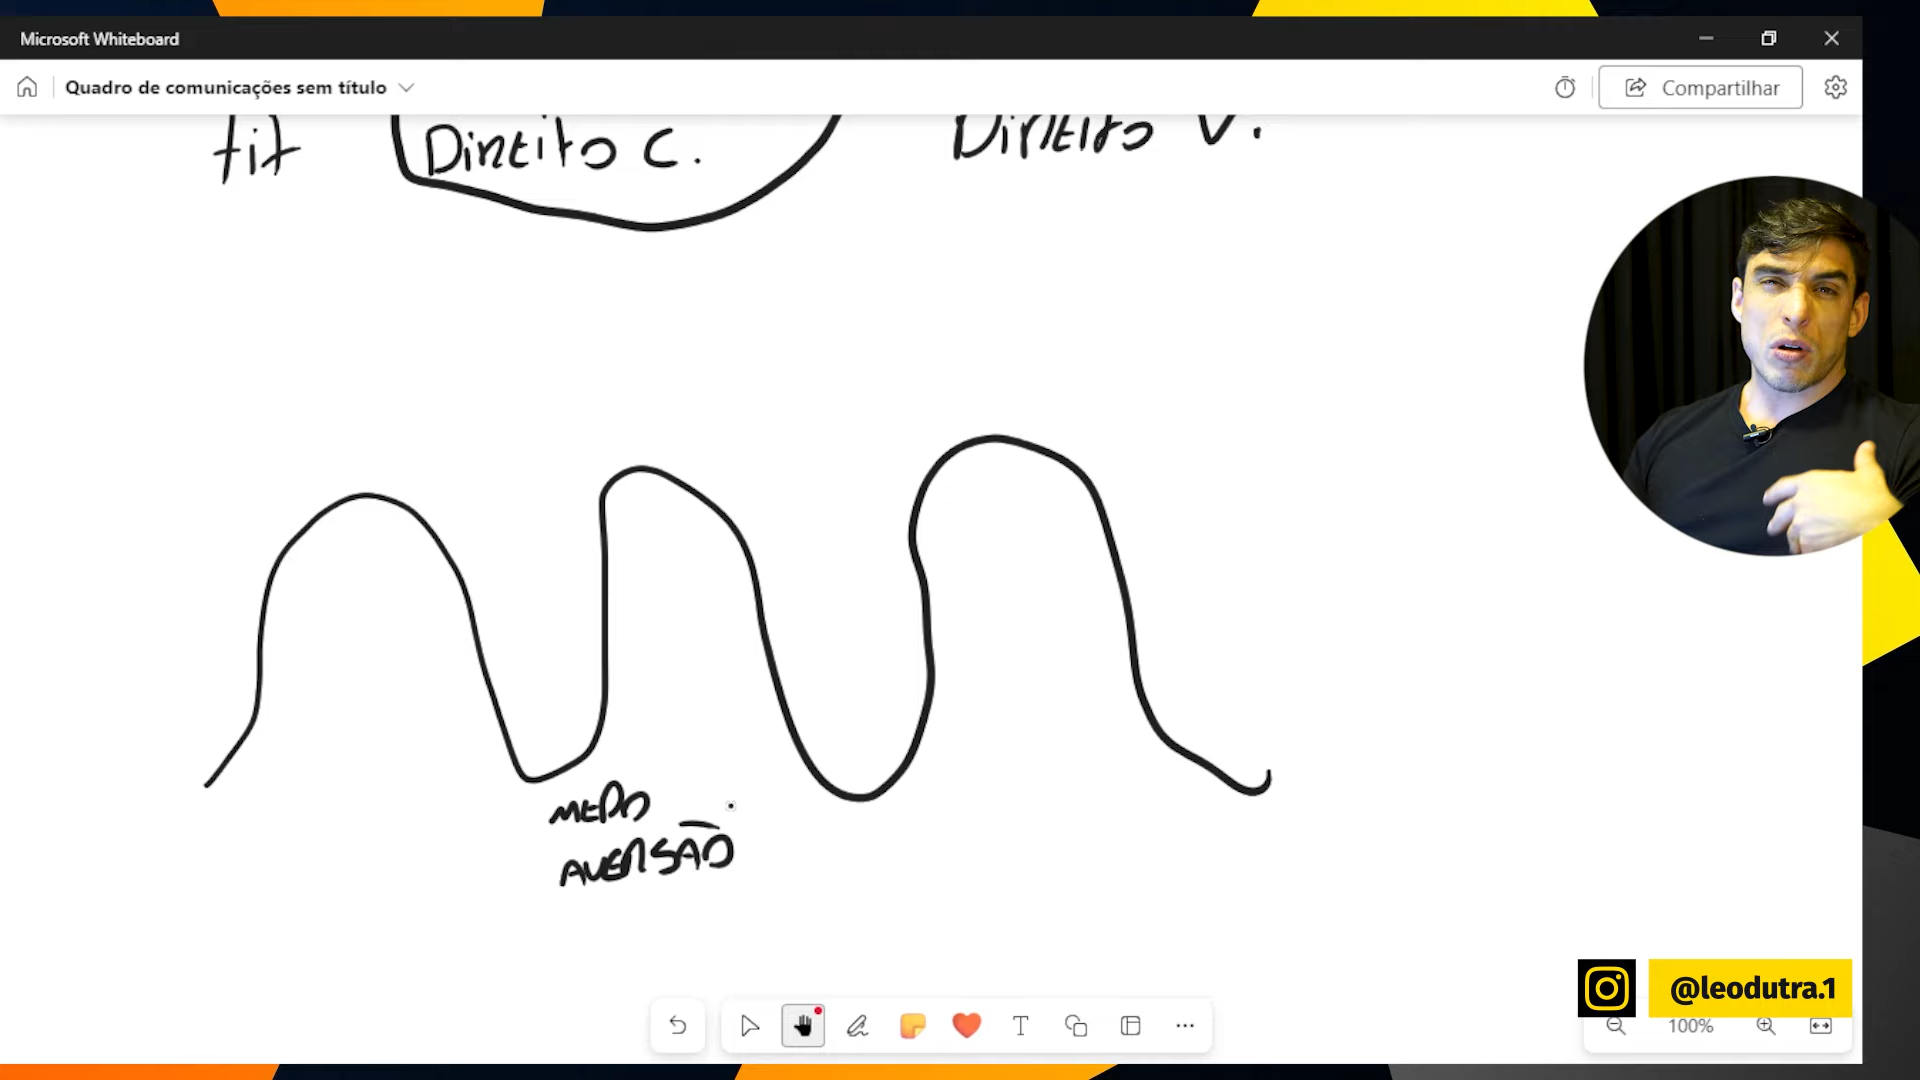 Microsoft Whiteboard
Quadro de comunicações sem título
Compartilhar
fit
Direito C.
Direito V.
MEDO
AVERSÃO
@leodutra.1
100%